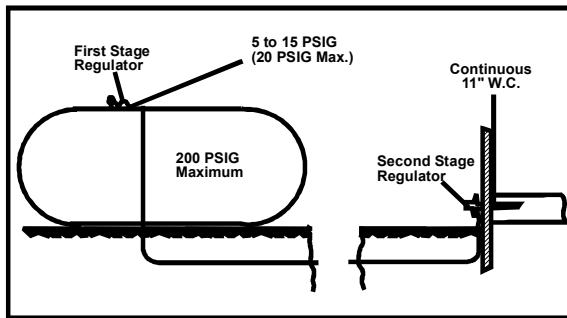 First Stage
Regulator
5 to 15 PSIG
(20 PSIG Max.)
Continuous
11" W.C.
200 PSIG
Maximum
Second Stage
Regulator